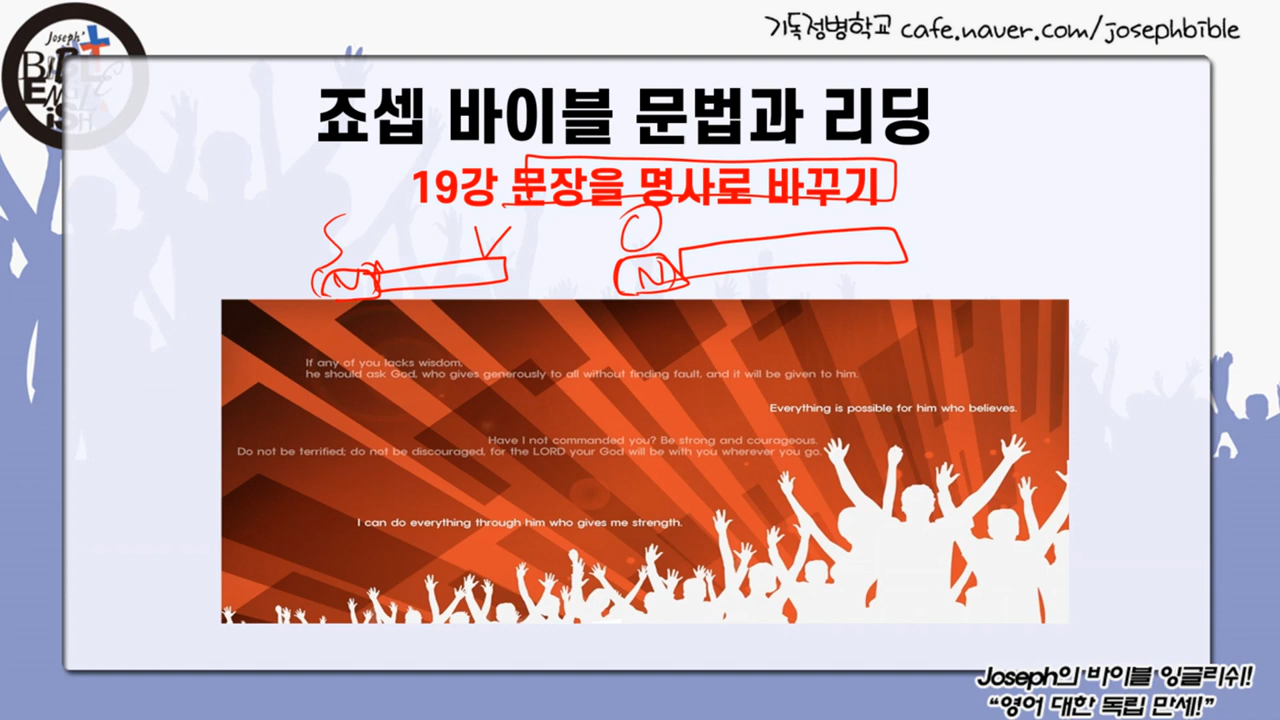 Joseph'
BIBLE
ENGLISH
기독정병학교 cafe.naver.com/josephbible
죠셉 바이블 문법과 리딩
19강 문장을 명사로 바꾸기
S V O
N N
If any of you lacks wisdom,
he should ask God, who gives generously to all without finding fault, and it will be given to him.
Everything is possible for him who believes.
Have I not commanded you? Be strong and courageous.
Do not be terrified; do not be discouraged, for the LORD your God will be with you wherever you go.
I can do everything through him who gives me strength.
Joseph의 바이블 잉글리쉬!
"영어 대한 독립 만세!"